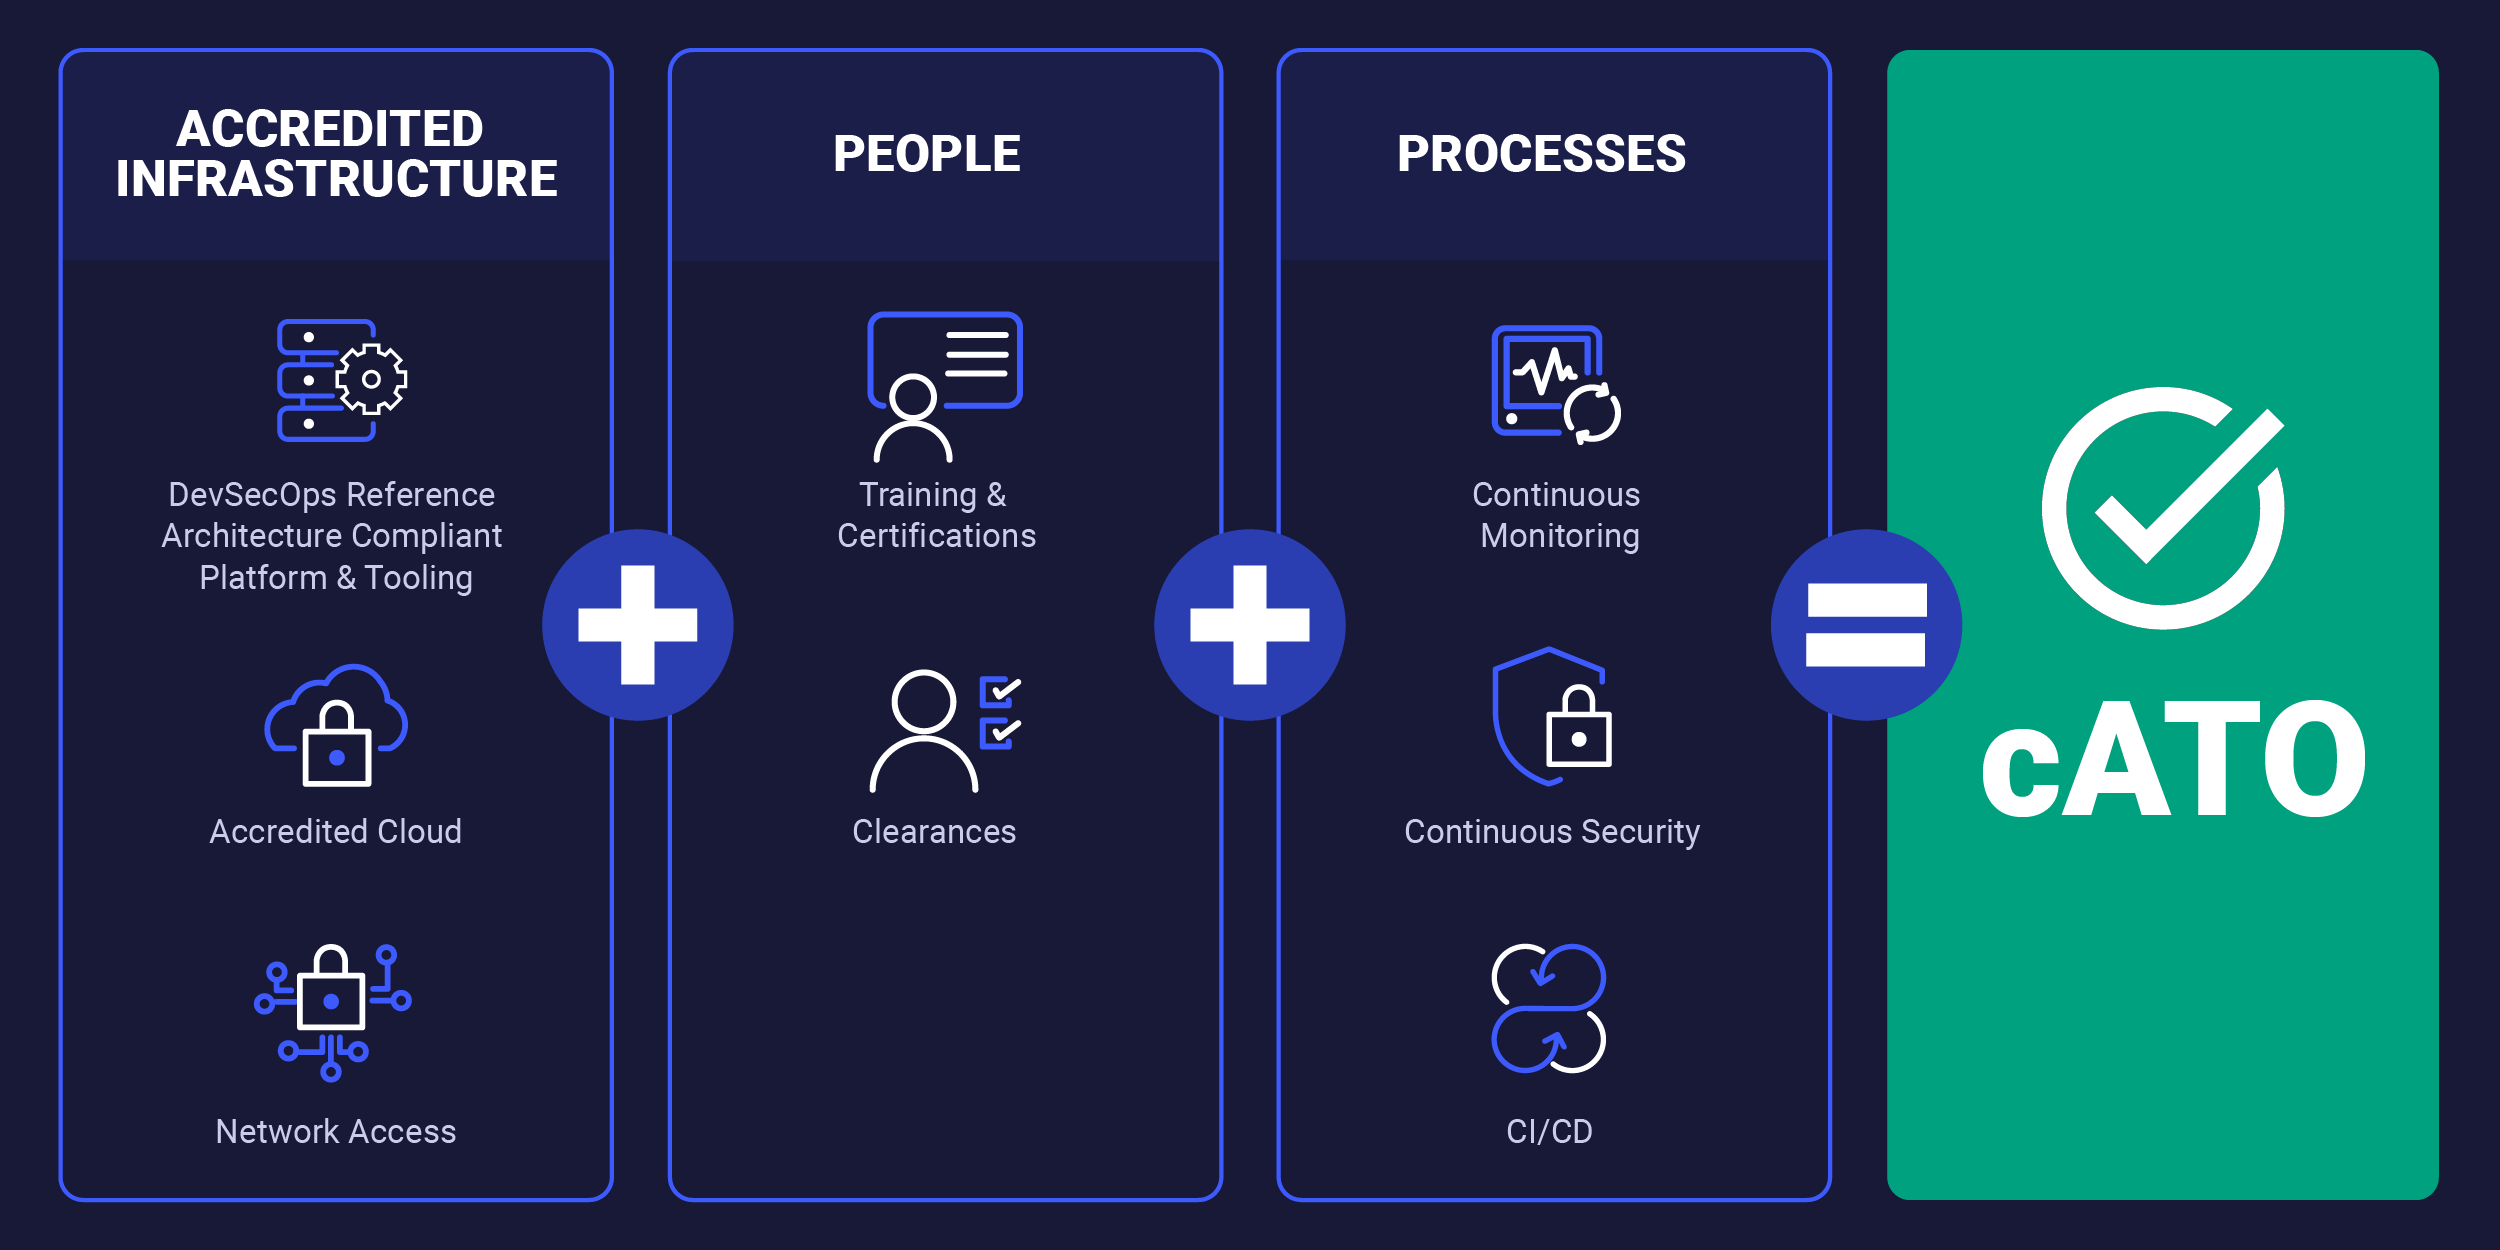 ACCREDITED
INFRASTRUCTURE
DevSecOps Reference
Architecture Compliant
Platform & Tooling
Accredited Cloud
Network Access
PEOPLE
Training &
Certifications
Clearances
PROCESSES
Continuous
Monitoring
Continuous Security
CI/CD
cATO